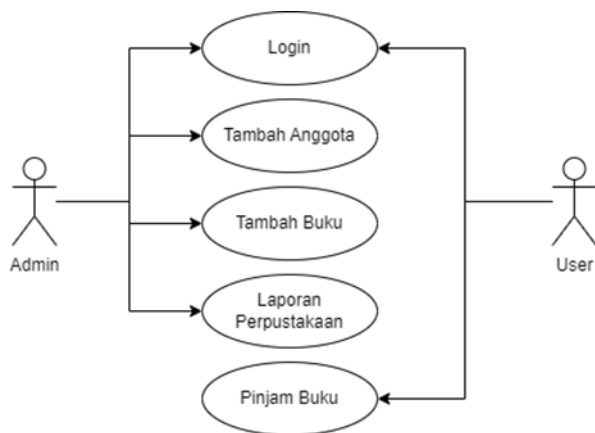 Login
Tambah Anggota
Tambah Buku
Admin
User
Laporan
Perpustakaan
Pinjam Buku